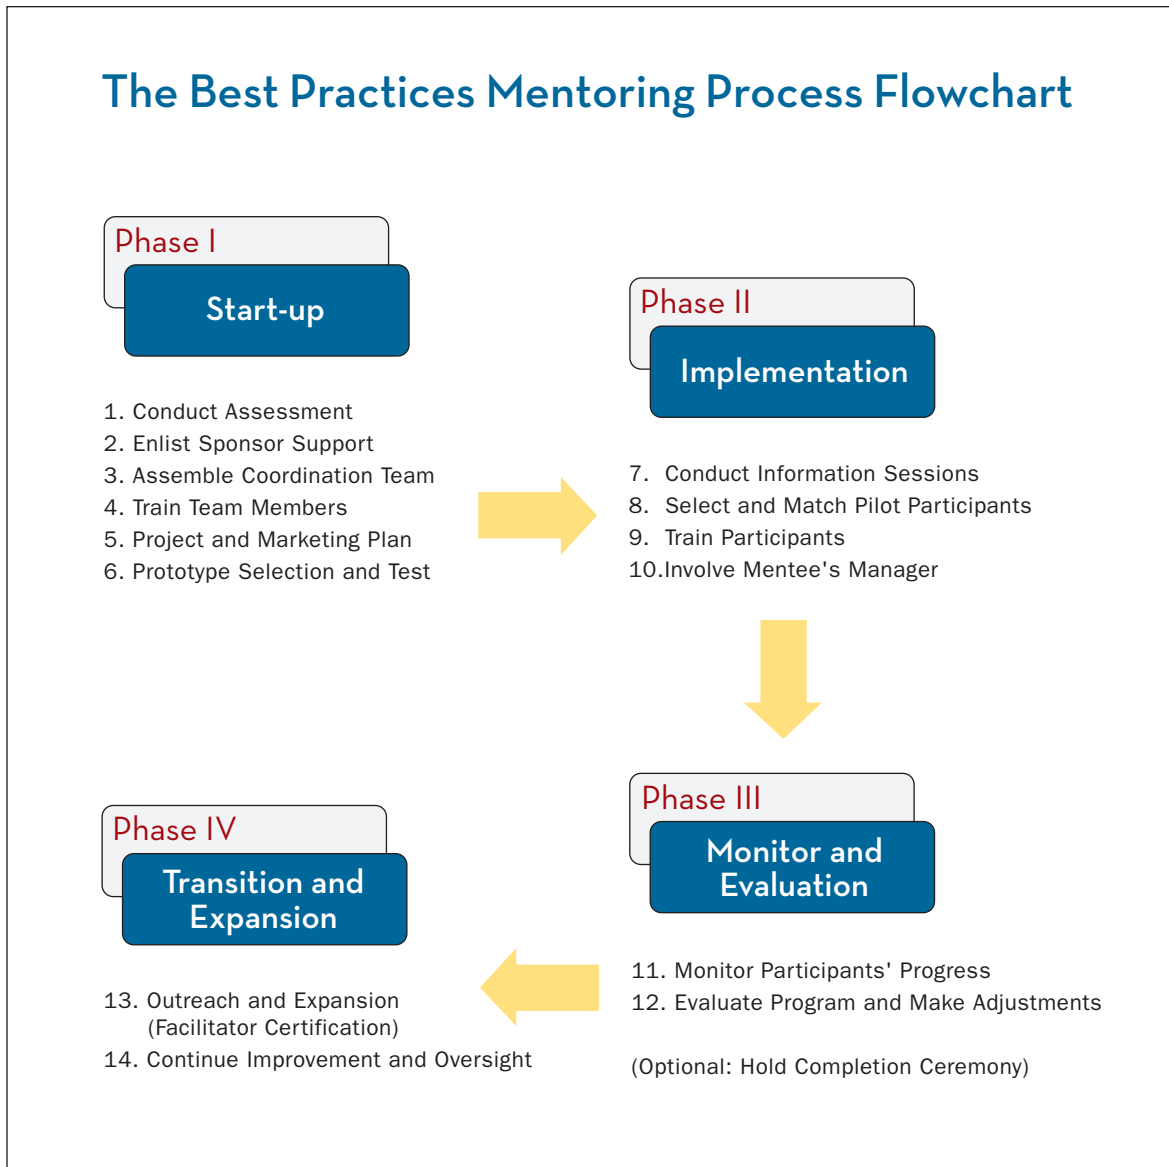 The Best Practices Mentoring Process Flowchart
Phase I
Start-up
1. Conduct Assessment
2. Enlist Sponsor Support
3. Assemble Coordination Team
4. Train Team Members
5. Project and Marketing Plan
6. Prototype Selection and Test
Phase II
Implementation
7. Conduct Information Sessions
8. Select and Match Pilot Participants
9. Train Participants
10.Involve Mentee's Manager
Phase III
Monitor and
Evaluation
11. Monitor Participants' Progress
12. Evaluate Program and Make Adjustments
(Optional: Hold Completion Ceremony)
Phase IV
Transition and
Expansion
13. Outreach and Expansion
(Facilitator Certification)
14. Continue Improvement and Oversight